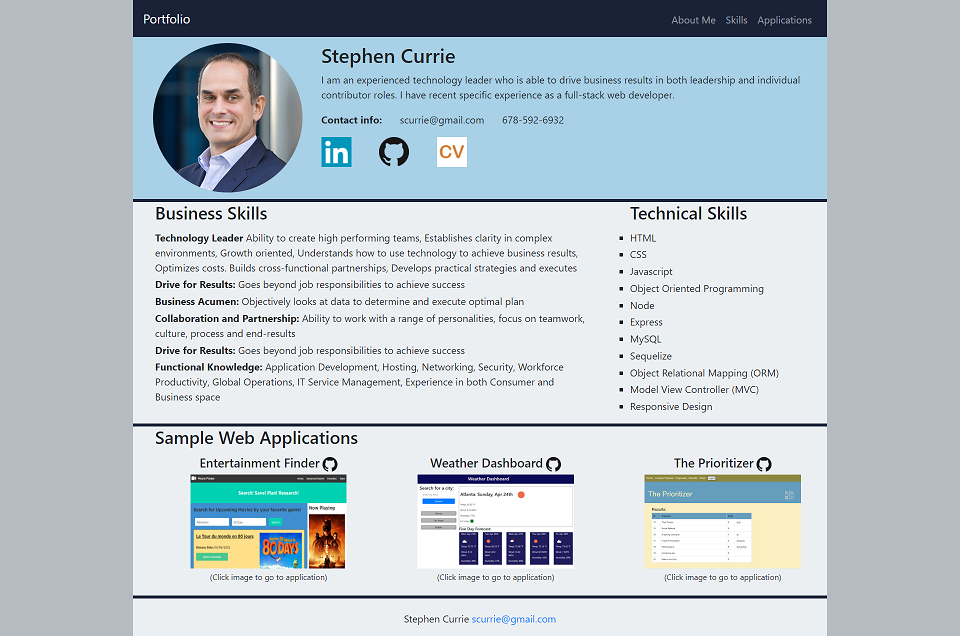 Portfolio
About Me Skills Applications
Stephen Currie
I am an experienced technology leader who is able to drive business results in both leadership and individual
contributor roles. I have recent specific experience as a full-stack web developer.
Contact info: scurrie@gmail.com 678-592-6932
in
CV
Business Skills
Technology Leader Ability to create high performing teams, Establishes clarity in complex
environments, Growth oriented, Understands how to use technology to achieve business results,
Optimizes costs. Builds cross-functional partnerships, Develops practical strategies and executes
Drive for Results: Goes beyond job responsibilities to achieve success
Business Acumen: Objectively looks at data to determine and execute optimal plan
Collaboration and Partnership: Ability to work with a range of personalities, focus on teamwork,
culture, process and end-results
Drive for Results: Goes beyond job responsibilities to achieve success
Functional Knowledge: Application Development, Hosting, Networking, Security, Workforce
Productivity, Global Operations, IT Service Management, Experience in both Consumer and
Business space
Technical Skills
HTML
CSS
Javascript
Object Oriented Programming
Node
Express
MySQL
Sequelize
Object Relational Mapping (ORM)
Model View Controller (MVC)
Responsive Design
Sample Web Applications
Entertainment Finder
Search! Save! Plan! Research!
Search for Upcoming Movies by your favorite genre!
Now Playing
La Tour du monde en 80 jours
80 DAYS
(Click image to go to application)
Weather Dashboard
Weather Dashboard
Search for a city:
Atlanta: Sunday, Apr 24th
Five Day Forecast:
(Click image to go to application)
The Prioritizer
The Prioritizer
Results
(Click image to go to application)
Stephen Currie scurrie@gmail.com